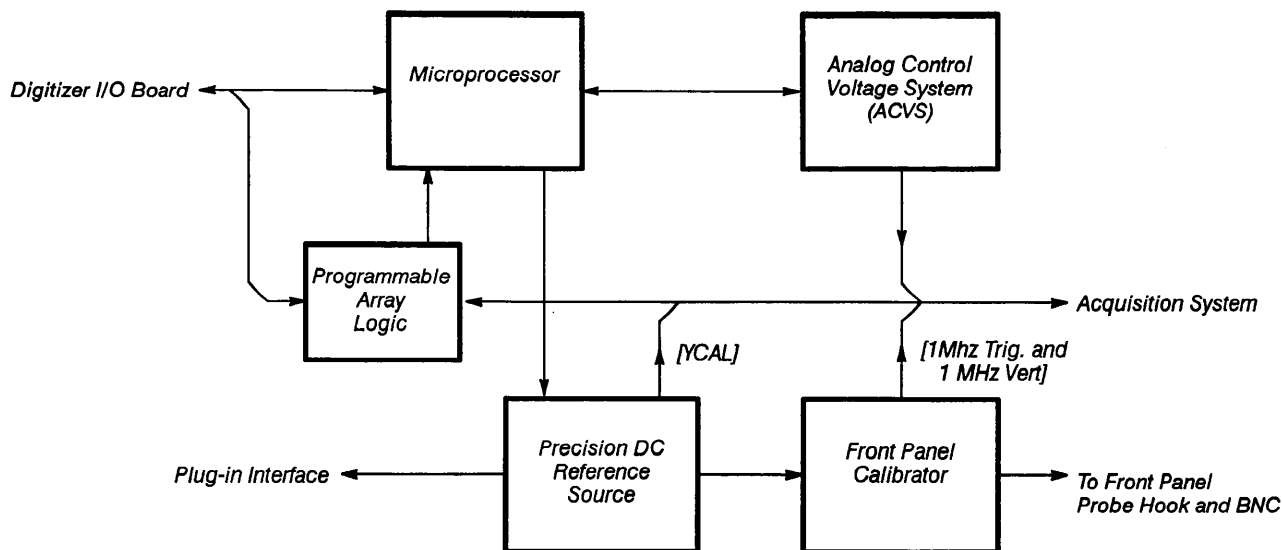 Microprocessor
Analog Control
Voltage System
(ACVS)
Digitizer I/O Board
Programmable
Array
Logic
Acquisition System
[YCAL]
[1Mhz Trig. and
1 MHz Vert]
Plug-in Interface
Precision DC
Reference
Source
Front Panel
Calibrator
To Front Panel
Probe Hook and BNC